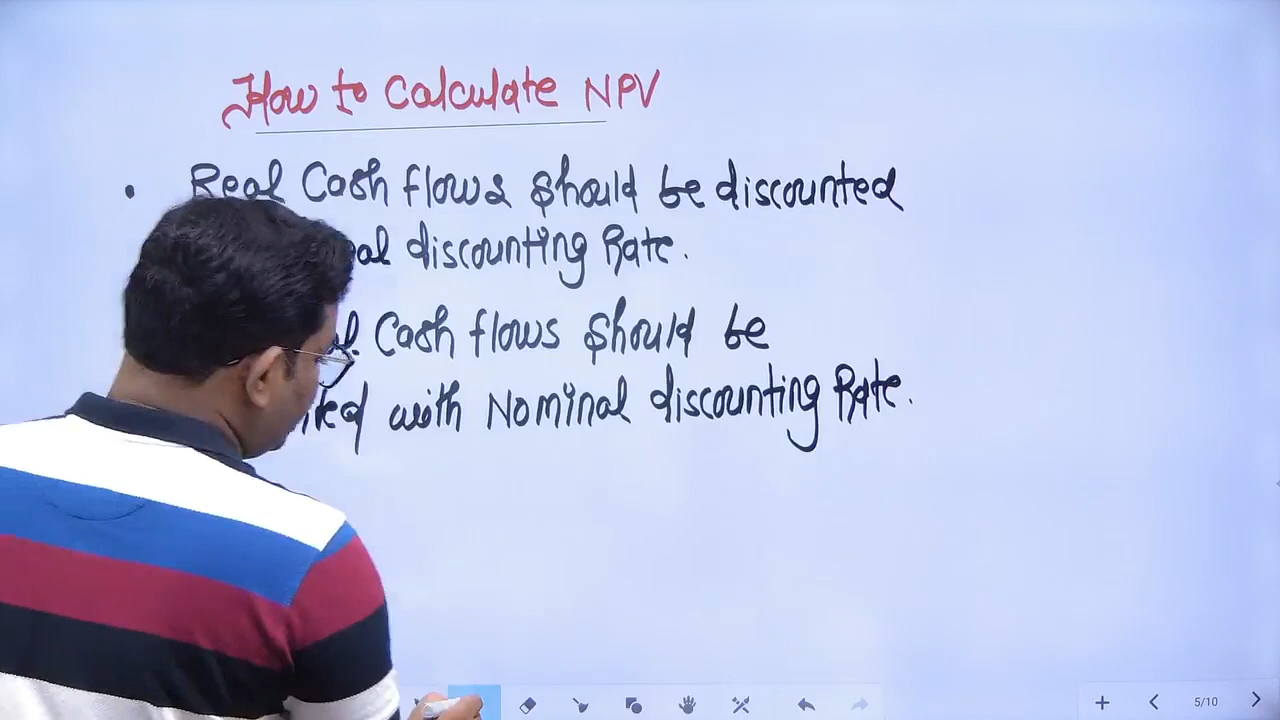 How to Calculate NPV
• Real Cash flows should be discounted
discounting Rate.
Cash flows should be
with Nominal discounting Rate.
5/10